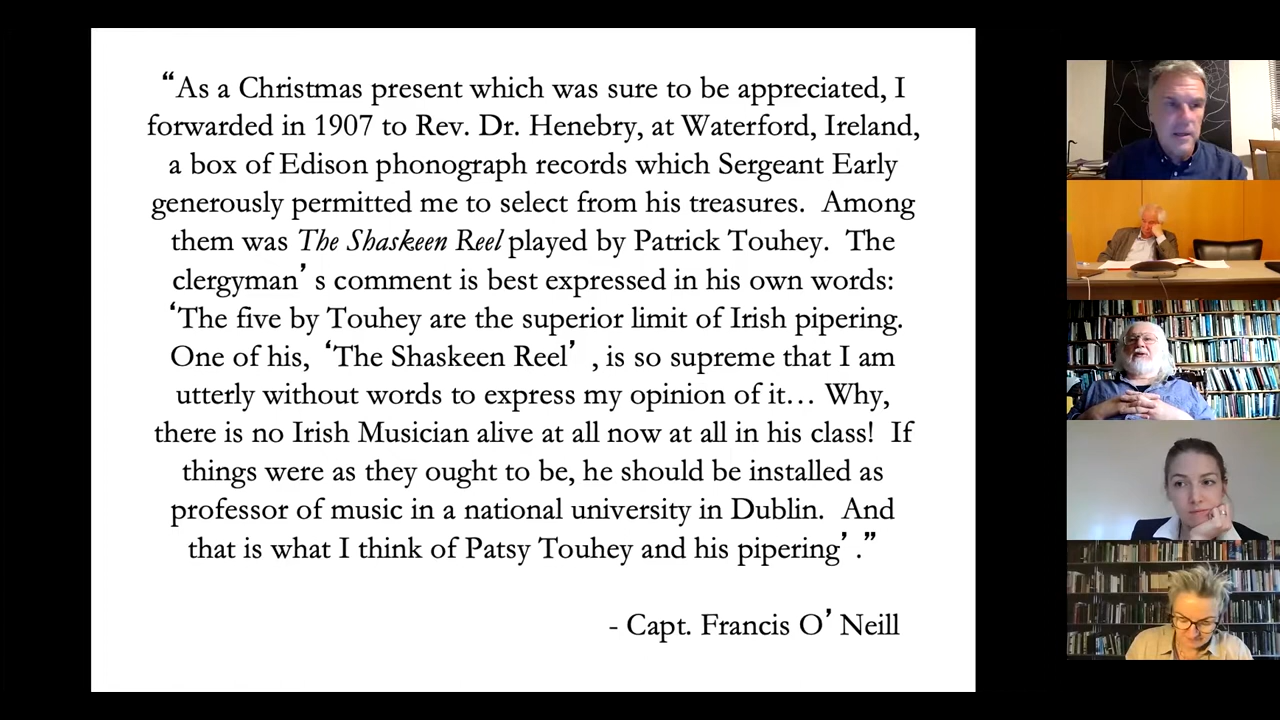 “As a Christmas present which was sure to be appreciated, I
forwarded in 1907 to Rev. Dr. Henebry, at Waterford, Ireland,
a box of Edison phonograph records which Sergeant Early
generously permitted me to select from his treasures.  Among
them was The Shaskeen Reel played by Patrick Touhey.  The
clergyman’s comment is best expressed in his own words:
‘The five by Touhey are the superior limit of Irish pipering.
One of his, ‘The Shaskeen Reel’, is so supreme that I am
utterly without words to express my opinion of it… Why,
there is no Irish Musician alive at all now at all in his class!  If
things were as they ought to be, he should be installed as
professor of music in a national university in Dublin.  And
that is what I think of Patsy Touhey and his pipering’.”
- Capt. Francis O’Neill